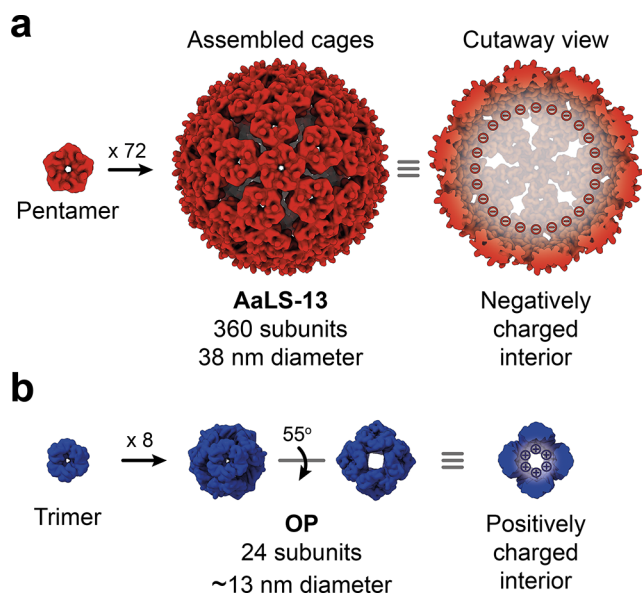 a
Assembled cages
Cutaway view
x 72
Pentamer
AaLS-13
360 subunits
38 nm diameter
Negatively
charged
interior
b
x 8
55o
Trimer
OP
24 subunits
~13 nm diameter
Positively
charged
interior